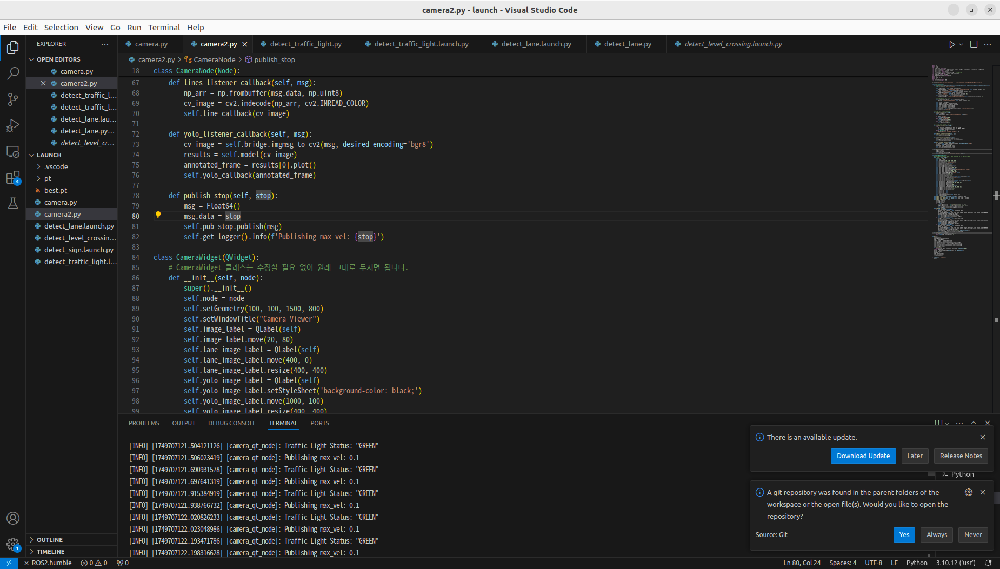 camera2.py - launch - Visual Studio Code
File Edit Selection View Go Run Terminal Help
EXPLORER
OPEN EDITORS
camera.py
camera2.py
detect_traffic_l...
detect_traffic_l...
detect_lane.lau...
detect_lane.py...
detect_level_cr...
LAUNCH
.vscode
pt
best.pt
camera.py
camera2.py
detect_lane.launch.py
detect_level_crossin...
detect_sign.launch.py
detect_traffic_light.l...
OUTLINE
TIMELINE
4
1
camera.py camera2.py detect_traffic_light.py detect_traffic_light.launch.py detect_lane.launch.py detect_lane.py detect_level_crossing.launch.py
camera2.py > CameraNode > publish_stop
18 class CameraNode(Node):
67 def lines_listener_callback(self, msg):
68 np_arr = np.frombuffer(msg.data, np.uint8)
69 cv_image = cv2.imdecode(np_arr, cv2.IMREAD_COLOR)
70 self.line_callback(cv_image)
71
72 def yolo_listener_callback(self, msg):
73 cv_image = self.bridge.imgmsg_to_cv2(msg, desired_encoding='bgr8')
74 results = self.model(cv_image)
75 annotated_frame = results[0].plot()
76 self.yolo_callback(annotated_frame)
77
78 def publish_stop(self, stop):
79 msg = Float64()
80 msg.data = stop
81 self.pub_stop.publish(msg)
82 self.get_logger().info(f'Publishing max_vel: {stop}')
83
84 class CameraWidget(QWidget):
85 # CameraWidget 클래스는 수정할 필요 없이 원래 그대로 두시면 됩니다.
86 def __init__(self, node):
87 super().__init__()
88 self.node = node
89 self.setGeometry(100, 100, 1500, 800)
90 self.setWindowTitle("Camera Viewer")
91 self.image_label = QLabel(self)
92 self.image_label.move(20, 80)
93 self.lane_image_label = QLabel(self)
94 self.lane_image_label.move(400, 0)
95 self.lane_image_label.resize(400, 400)
96 self.yolo_image_label = QLabel(self)
97 self.yolo_image_label.setStyleSheet('background-color: black;')
98 self.yolo_image_label.move(1000, 100)
99 self.yolo_image_label.resize(400, 400)
PROBLEMS OUTPUT DEBUG CONSOLE TERMINAL PORTS
[INFO] [1749707121.504121126] [camera_qt_node]: Traffic Light Status: "GREEN"
[INFO] [1749707121.506023419] [camera_qt_node]: Publishing max_vel: 0.1
[INFO] [1749707121.690931578] [camera_qt_node]: Traffic Light Status: "GREEN"
[INFO] [1749707121.697641319] [camera_qt_node]: Publishing max_vel: 0.1
[INFO] [1749707121.915384919] [camera_qt_node]: Traffic Light Status: "GREEN"
[INFO] [1749707121.938766732] [camera_qt_node]: Publishing max_vel: 0.1
[INFO] [1749707122.020826233] [camera_qt_node]: Traffic Light Status: "GREEN"
[INFO] [1749707122.023048986] [camera_qt_node]: Publishing max_vel: 0.1
[INFO] [1749707122.193471786] [camera_qt_node]: Traffic Light Status: "GREEN"
[INFO] [1749707122.198316628] [camera_qt_node]: Publishing max_vel: 0.1
There is an available update.
Download Update Later Release Notes
Python
A git repository was found in the parent folders of the
workspace or the open file(s). Would you like to open the
repository?
Source: Git Yes Always Never
ROS2.humble 0 0 0 Ln 80, Col 24 Spaces: 4 UTF-8 LF Python 3.10.12 ('usr')